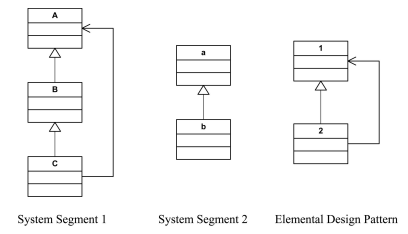 A
B
C
a
b
1
2
System Segment 1
System Segment 2
Elemental Design Pattern